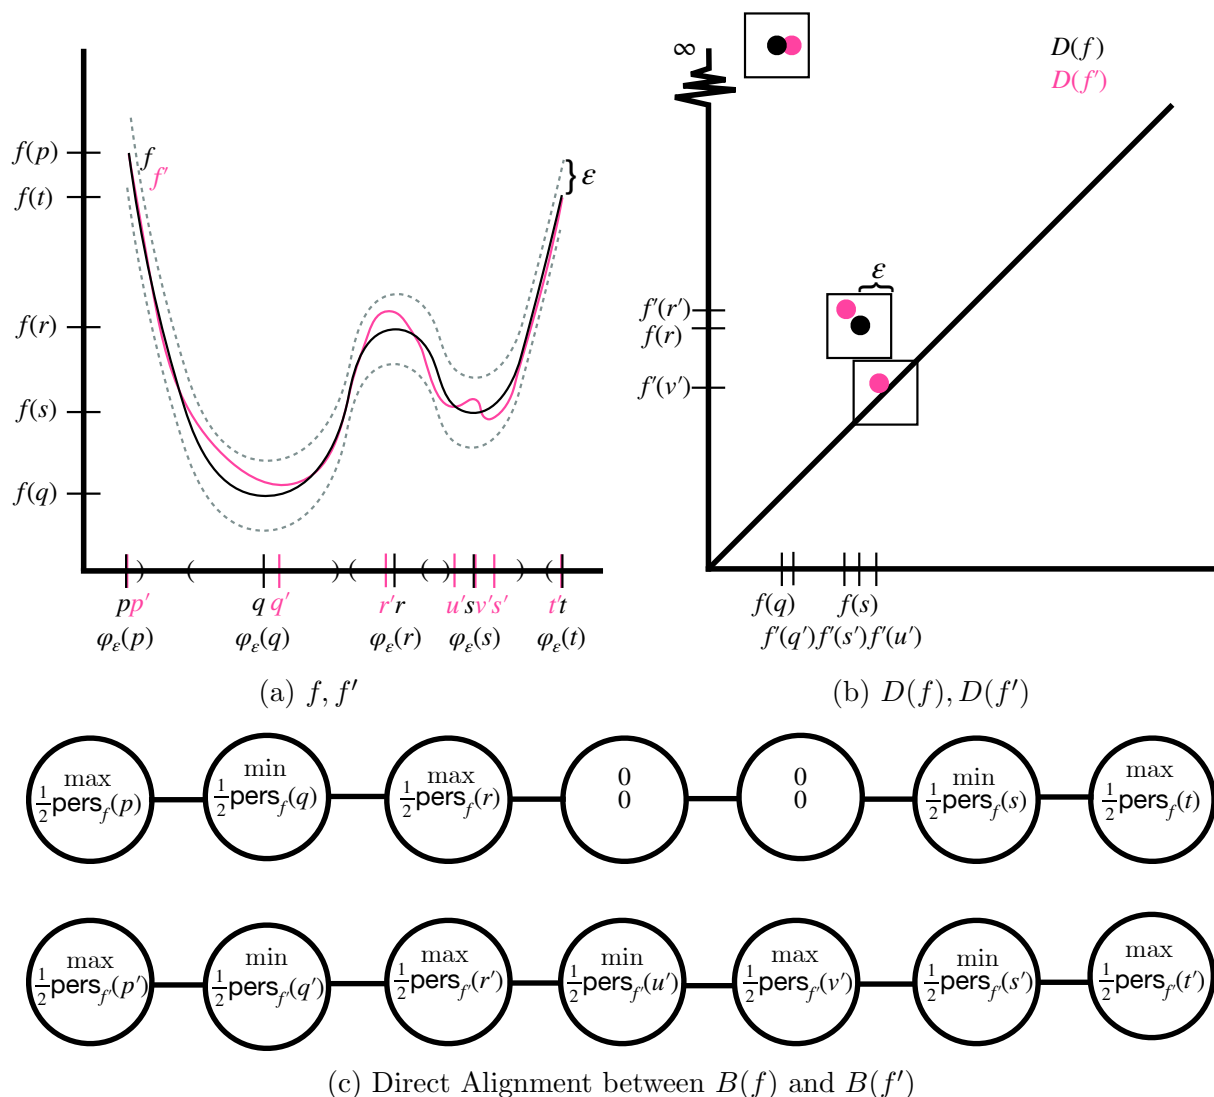 f(p)
f(t)
f(r)
f(s)
f(q)
f
f′
ε
p p′ q q′ r′ r u′ s v′ s′ t′ t
φ_ε(p) φ_ε(q) φ_ε(r) φ_ε(s) φ_ε(t)
(a) f, f′
∞
D(f)
D(f′)
ε
f′(r′)
f(r)
f′(v′)
f(q) f(s)
f′(q′) f′(s′) f′(u′)
(b) D(f), D(f′)
max min max 0 0 min max
½pers_f(p) ½pers_f(q) ½pers_f(r) 0 0 ½pers_f(s) ½pers_f(t)
max min max min max min max
½pers_f′(p′) ½pers_f′(q′) ½pers_f′(r′) ½pers_f′(u′) ½pers_f′(v′) ½pers_f′(s′) ½pers_f′(t′)
(c) Direct Alignment between B(f) and B(f′)